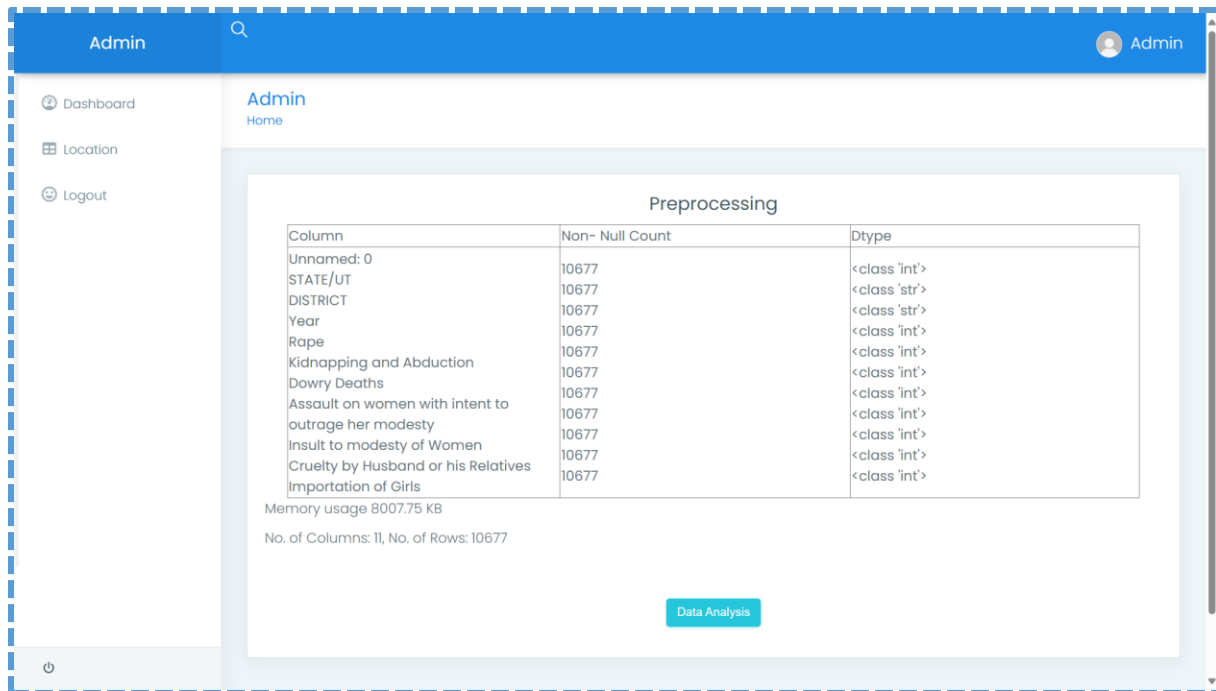 Admin
Admin
Dashboard
Location
Logout
Admin
Home
Preprocessing
Column Non- Null Count Dtype
Unnamed: 0
STATE/UT
DISTRICT
Year
Rape
Kidnapping and Abduction
Dowry Deaths
Assault on women with intent to
outrage her modesty
Insult to modesty of Women
Cruelty by Husband or his Relatives
Importation of Girls
10677
10677
10677
10677
10677
10677
10677
10677
10677
10677
10677
<class 'int'>
<class 'str'>
<class 'str'>
<class 'int'>
<class 'int'>
<class 'int'>
<class 'int'>
<class 'int'>
<class 'int'>
<class 'int'>
<class 'int'>
Memory usage 8007.75 KB
No. of Columns: 11, No. of Rows: 10677
Data Analysis